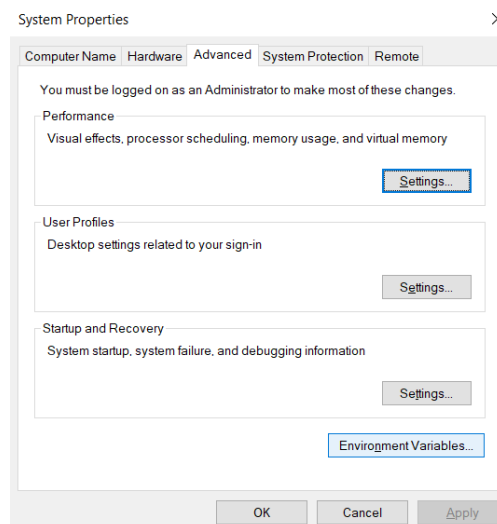 System Properties
Computer Name Hardware Advanced System Protection Remote
You must be logged on as an Administrator to make most of these changes.
Performance
Visual effects, processor scheduling, memory usage, and virtual memory
Settings...
User Profiles
Desktop settings related to your sign-in
Settings...
Startup and Recovery
System startup, system failure, and debugging information
Settings...
Environment Variables...
OK Cancel Apply